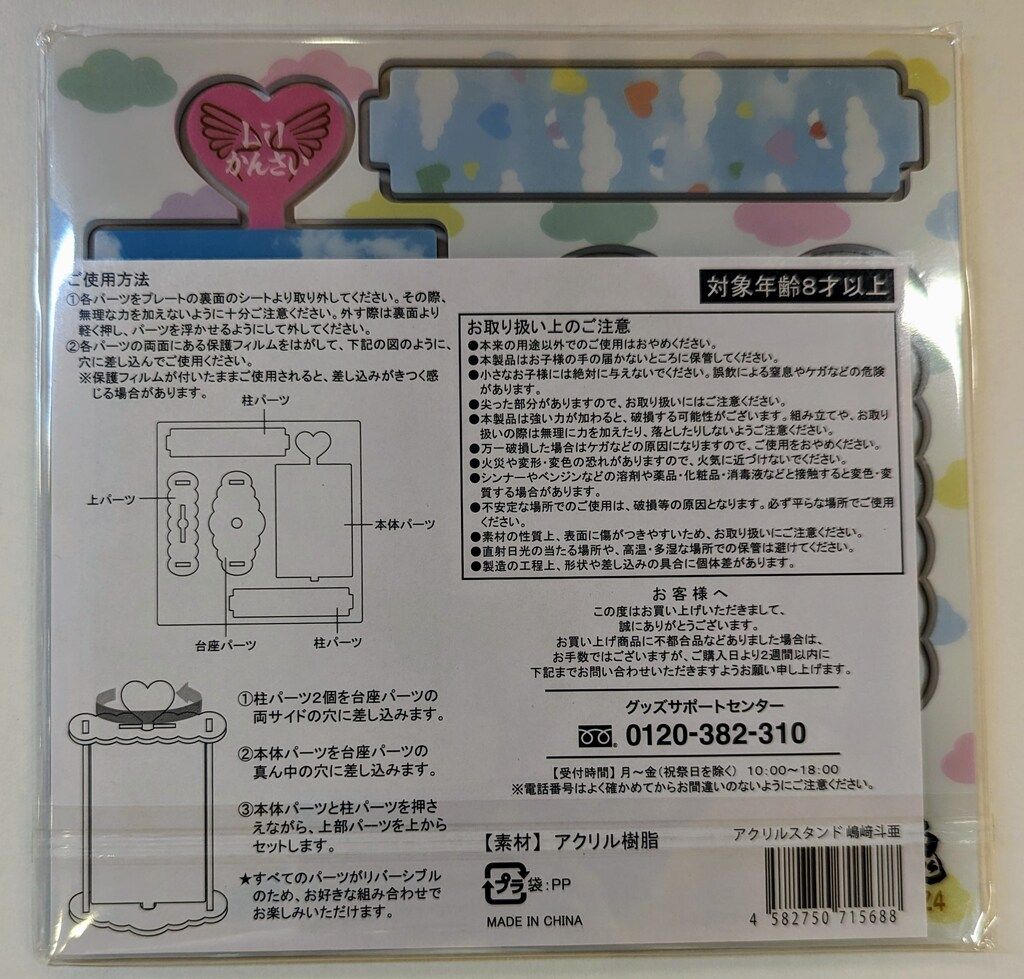 Lil
かんさい
ご使用方法
①各パーツをプレートの裏面のシートより取り外してください。その際、
無理な力を加えないように十分ご注意ください。外す際は裏面より
軽く押し、パーツを浮かせるようにして外してください。
②各パーツの両面にある保護フィルムをはがして、下記の図のように、
穴に差し込んでご使用ください。
※保護フィルムが付いたままご使用されると、差し込みがきつく感
じる場合があります。
柱パーツ
上パーツ
本体パーツ
台座パーツ
柱パーツ
①柱パーツ2個を台座パーツの
両サイドの穴に差し込みます。
②本体パーツを台座パーツの
真ん中の穴に差し込みます。
③本体パーツと柱パーツを押さ
えながら、上部パーツを上から
セットします。
★すべてのパーツがリバーシブル
のため、お好きな組み合わせで
お楽しみいただけます。
対象年齢8才以上
お取り扱い上のご注意
●本来の用途以外でのご使用はおやめください。
●本製品はお子様の手の届かないところに保管してください。
●小さなお子様には絶対に与えないでください。誤飲による窒息やケガなどの危険
があります。
●尖った部分がありますので、お取り扱いにはご注意ください。
●本製品は強い力が加わると、破損する可能性がございます。組み立てや、お取り
扱いの際は無理に力を加えたり、落としたりしないようご注意ください。
●万一破損した場合はケガなどの原因になりますので、ご使用をおやめください。
●火災や変形・変色の恐れがありますので、火気に近づけないでください。
●シンナーやベンジンなどの溶剤や薬品・化粧品・消毒液などと接触すると変色・変
質する場合があります。
●不安定な場所でのご使用は、破損等の原因となります。必ず平らな場所でご使用
ください。
●素材の性質上、表面に傷がつきやすいため、お取り扱いにご注意ください。
●直射日光の当たる場所や、高温・多湿な場所での保管は避けてください。
●製造の工程上、形状や差し込みの具合に個体差があります。
お客様へ
この度はお買い上げいただきまして、
誠にありがとうございます。
お買い上げ商品に不都合品などありました場合は、
お手数ではございますが、ご購入日より2週間以内に
下記までお問い合わせいただきますようお願い申し上げます。
グッズサポートセンター
0120-382-310
【受付時間】月～金(祝祭日を除く) 10:00～18:00
※電話番号はよく確かめてからお間違いのないようにご注意ください。
【素材】アクリル樹脂
プラ 袋:PP
MADE IN CHINA
アクリルスタンド 嶋﨑斗亜
4 582750 715688
24